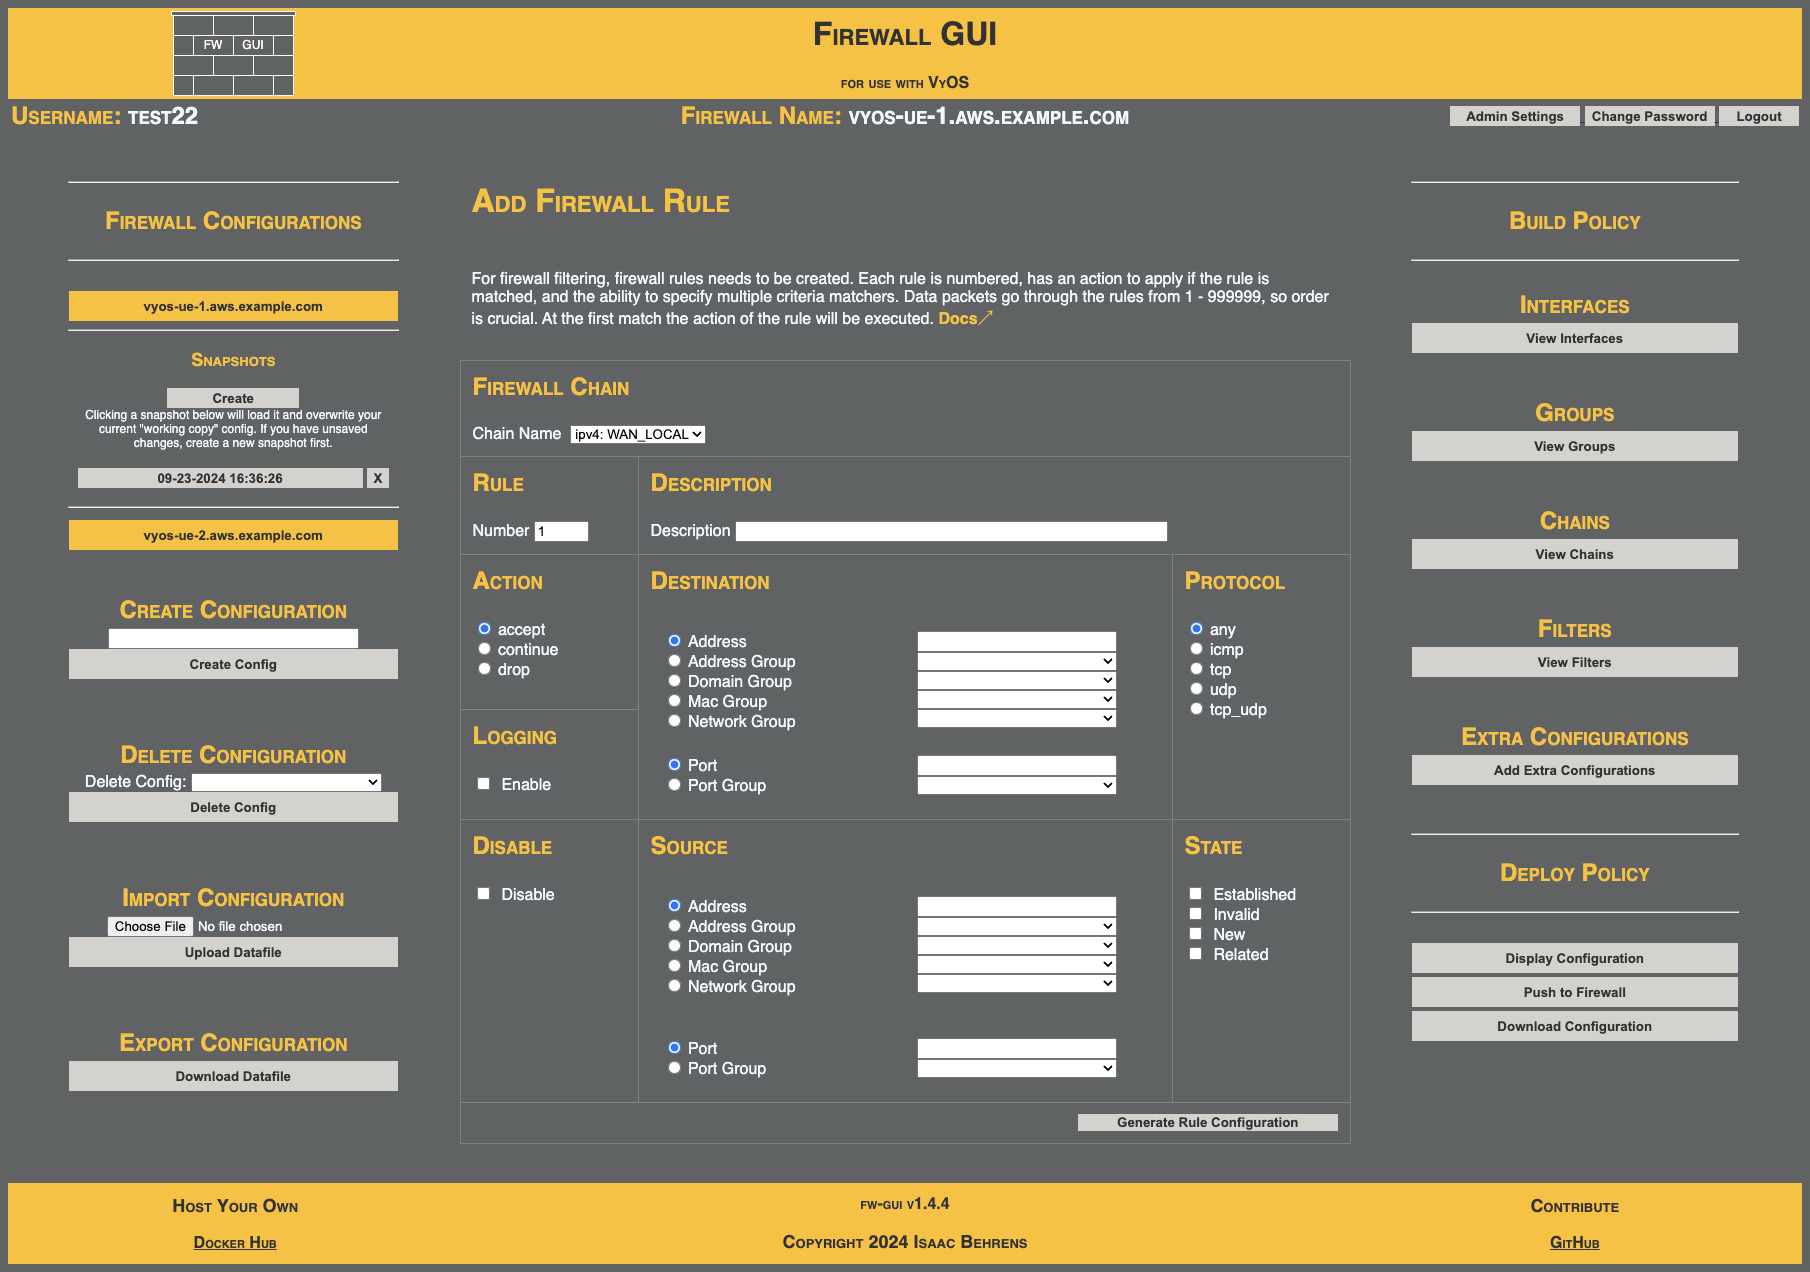 FW GUI
Firewall GUI
for use with VyOS
Username: test22
Firewall Name: vyos-ue-1.aws.example.com
Admin Settings Change Password Logout
Firewall Configurations
vyos-ue-1.aws.example.com
Snapshots
Create
Clicking a snapshot below will load it and overwrite your
current "working copy" config. If you have unsaved
changes, create a new snapshot first.
09-23-2024 16:36:26 X
vyos-ue-2.aws.example.com
Create Configuration
Create Config
Delete Configuration
Delete Config:
Delete Config
Import Configuration
Choose File No file chosen
Upload Datafile
Export Configuration
Download Datafile
Add Firewall Rule
For firewall filtering, firewall rules needs to be created. Each rule is numbered, has an action to apply if the rule is
matched, and the ability to specify multiple criteria matchers. Data packets go through the rules from 1 - 999999, so order
is crucial. At the first match the action of the rule will be executed. Docs
Firewall Chain
Chain Name ipv4: WAN_LOCAL
Rule
Number 1
Description
Description
Action
accept
continue
drop
Logging
Enable
Destination
Address
Address Group
Domain Group
Mac Group
Network Group
Port
Port Group
Protocol
any
icmp
tcp
udp
tcp_udp
Disable
Disable
Source
Address
Address Group
Domain Group
Mac Group
Network Group
Port
Port Group
State
Established
Invalid
New
Related
Generate Rule Configuration
Build Policy
Interfaces
View Interfaces
Groups
View Groups
Chains
View Chains
Filters
View Filters
Extra Configurations
Add Extra Configurations
Deploy Policy
Display Configuration
Push to Firewall
Download Configuration
Host Your Own
Docker Hub
fw-gui v1.4.4
Copyright 2024 Isaac Behrens
Contribute
GitHub